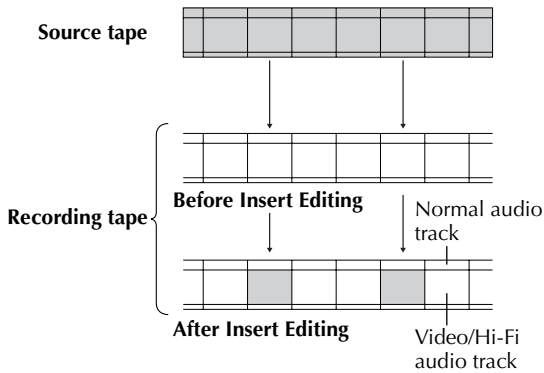 Source tape
Before Insert Editing
Recording tape
Normal audio
track
After Insert Editing
Video/Hi-Fi
audio track